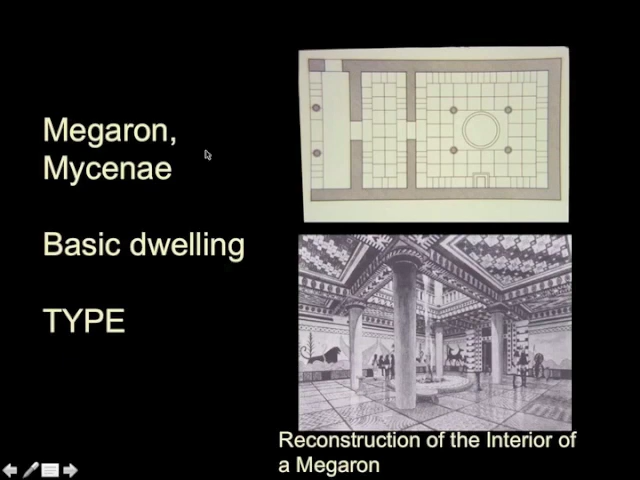 Megaron,
Mycenae
Basic dwelling
TYPE
Reconstruction of the Interior of
a Megaron